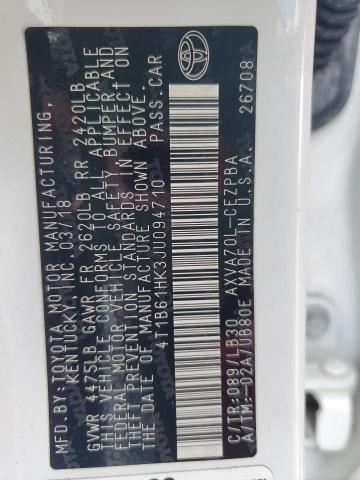 MFD. BY: TOYOTA MOTOR MANUFACTURING,
KENTUCKY, INC. 03/18
GVWR 4475LB GAWR FR 2620LB RR 2420LB
THIS VEHICLE CONFORMS TO ALL APPLICABLE
FEDERAL MOTOR VEHICLE SAFETY BUMPER AND
THEFT PREVENTION STANDARDS IN EFFECT ON
THE DATE OF MANUFACTURE SHOWN ABOVE.
4T1B61HK3JU094710 PASS.CAR
C/TR:089/LB30 AXVA70L-CEZPBA
A/TM:-02A/UB80E MADE IN U.S.A. 26708